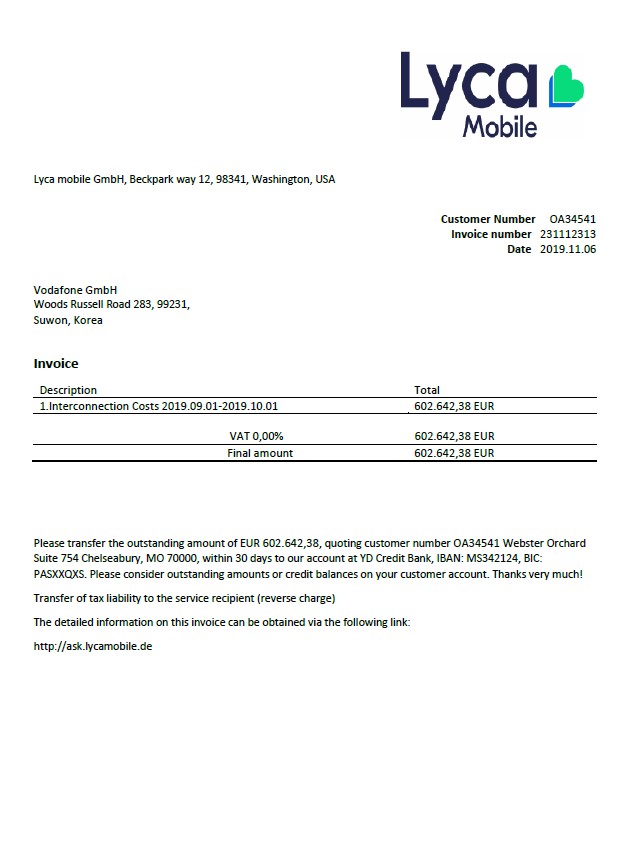 Lyca
Mobile
Lyca mobile GmbH, Beckpark way 12, 98341, Washington, USA
Customer Number OA34541
Invoice number 231112313
Date 2019.11.06
Vodafone GmbH
Woods Russell Road 283, 99231,
Suwon, Korea
Invoice
Description Total
1.Interconnection Costs 2019.09.01-2019.10.01 602.642,38 EUR
VAT 0,00% 602.642,38 EUR
Final amount 602.642,38 EUR
Please transfer the outstanding amount of EUR 602.642,38, quoting customer number OA34541 Webster Orchard
Suite 754 Chelseabury, MO 70000, within 30 days to our account at YD Credit Bank, IBAN: MS342124, BIC:
PASXXQXS. Please consider outstanding amounts or credit balances on your customer account. Thanks very much!
Transfer of tax liability to the service recipient (reverse charge)
The detailed information on this invoice can be obtained via the following link:
http://ask.lycamobile.de